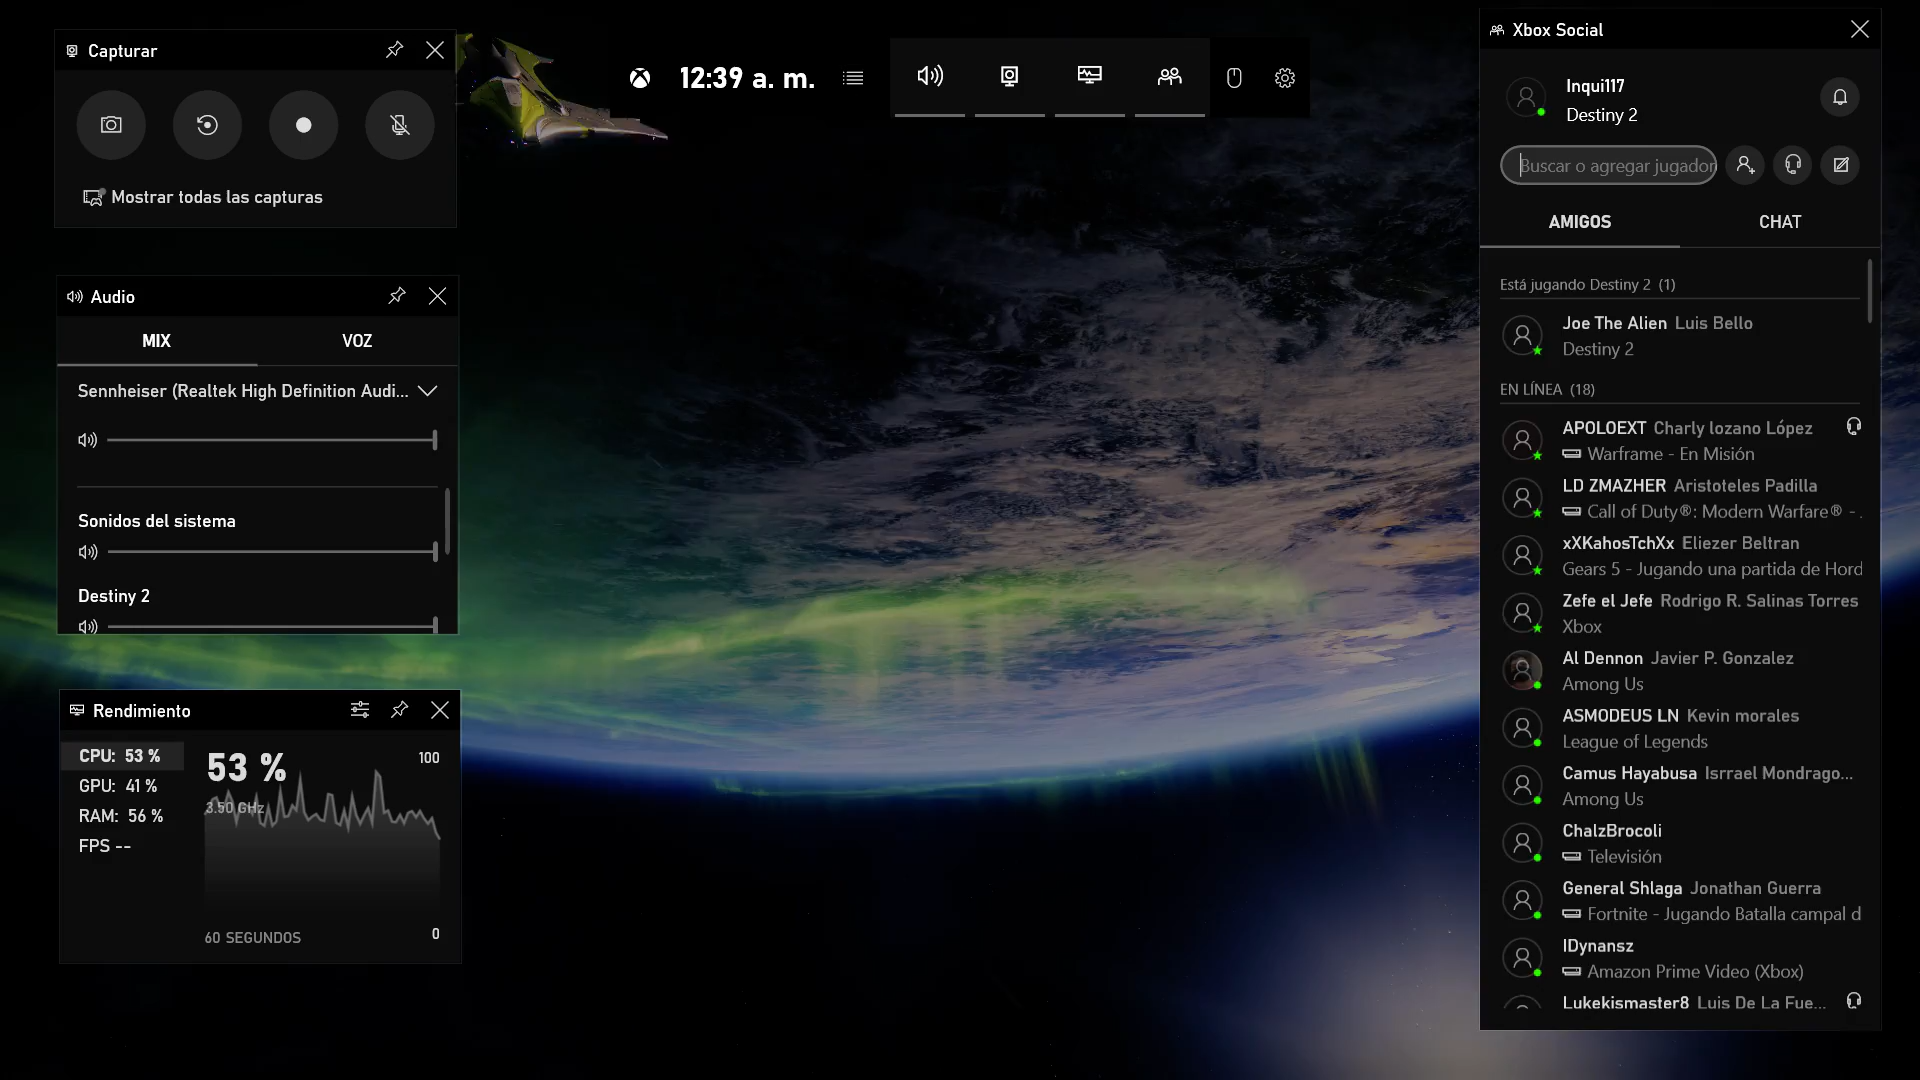 Capturar
Mostrar todas las capturas
Audio
MIX
VOZ
Sennheiser (Realtek High Definition Audi...
Sonidos del sistema
Destiny 2
Rendimiento
CPU: 53 %
GPU: 41 %
RAM: 56 %
FPS --
53 %
100
3.50 GHz
60 SEGUNDOS
0
12:39 a. m.
Xbox Social
Inqui117
Destiny 2
Buscar o agregar jugador
AMIGOS
CHAT
Está jugando Destiny 2 (1)
Joe The Alien Luis Bello
Destiny 2
EN LÍNEA (18)
APOLOEXT Charly lozano López
Warframe - En Misión
LD ZMAZHER Aristoteles Padilla
Call of Duty®: Modern Warfare® - .
xXKahosTchXx Eliezer Beltran
Gears 5 - Jugando una partida de Hord
Zefe el Jefe Rodrigo R. Salinas Torres
Xbox
Al Dennon Javier P. Gonzalez
Among Us
ASMODEUS LN Kevin morales
League of Legends
Camus Hayabusa Isrrael Mondrago...
Among Us
ChalzBrocoli
Televisión
General Shlaga Jonathan Guerra
Fortnite - Jugando Batalla campal d
IDynansz
Amazon Prime Video (Xbox)
Lukekismaster8 Luis De La Fue...